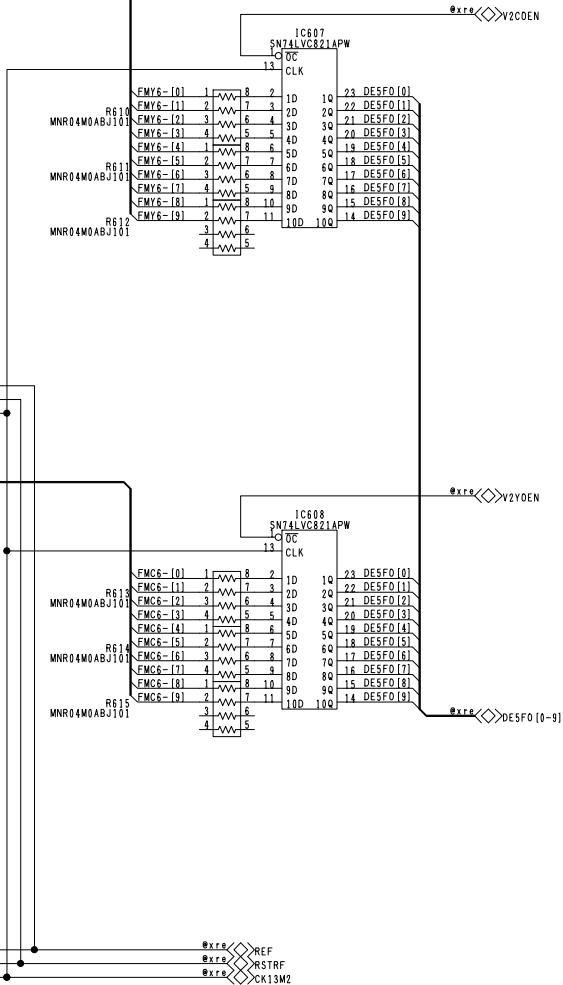 @xre V2COEN
IC607
SN74LVC821APW
1 OC
13 CLK
FMY6-[0] 1 8 2 1D 1Q 23 DE5FO[0]
FMY6-[1] 2 7 3 2D 2Q 22 DE5FO[1]
R610
FMY6-[2] 3 6 4 3D 3Q 21 DE5FO[2]
MNR04M0ABJ101
FMY6-[3] 4 5 5 4D 4Q 20 DE5FO[3]
FMY6-[4] 1 8 6 5D 5Q 19 DE5FO[4]
FMY6-[5] 2 7 7 6D 6Q 18 DE5FO[5]
R611
FMY6-[6] 3 6 8 7D 7Q 17 DE5FO[6]
MNR04M0ABJ101
FMY6-[7] 4 5 9 8D 8Q 16 DE5FO[7]
FMY6-[8] 1 8 10 9D 9Q 15 DE5FO[8]
FMY6-[9] 2 7 11 10D 10Q 14 DE5FO[9]
R612
3 6
MNR04M0ABJ101
4 5
@xre V2YOEN
IC608
SN74LVC821APW
1 OC
13 CLK
FMC6-[0] 1 8 2 1D 1Q 23 DE5FO[0]
FMC6-[1] 2 7 3 2D 2Q 22 DE5FO[1]
R613
FMC6-[2] 3 6 4 3D 3Q 21 DE5FO[2]
MNR04M0ABJ101
FMC6-[3] 4 5 5 4D 4Q 20 DE5FO[3]
FMC6-[4] 1 8 6 5D 5Q 19 DE5FO[4]
FMC6-[5] 2 7 7 6D 6Q 18 DE5FO[5]
R614
FMC6-[6] 3 6 8 7D 7Q 17 DE5FO[6]
MNR04M0ABJ101
FMC6-[7] 4 5 9 8D 8Q 16 DE5FO[7]
FMC6-[8] 1 8 10 9D 9Q 15 DE5FO[8]
FMC6-[9] 2 7 11 10D 10Q 14 DE5FO[9]
R615
3 6
MNR04M0ABJ101
4 5
@xre DE5FO[0-9]
@xre REF
@xre RSTRF
@xre CK13M2